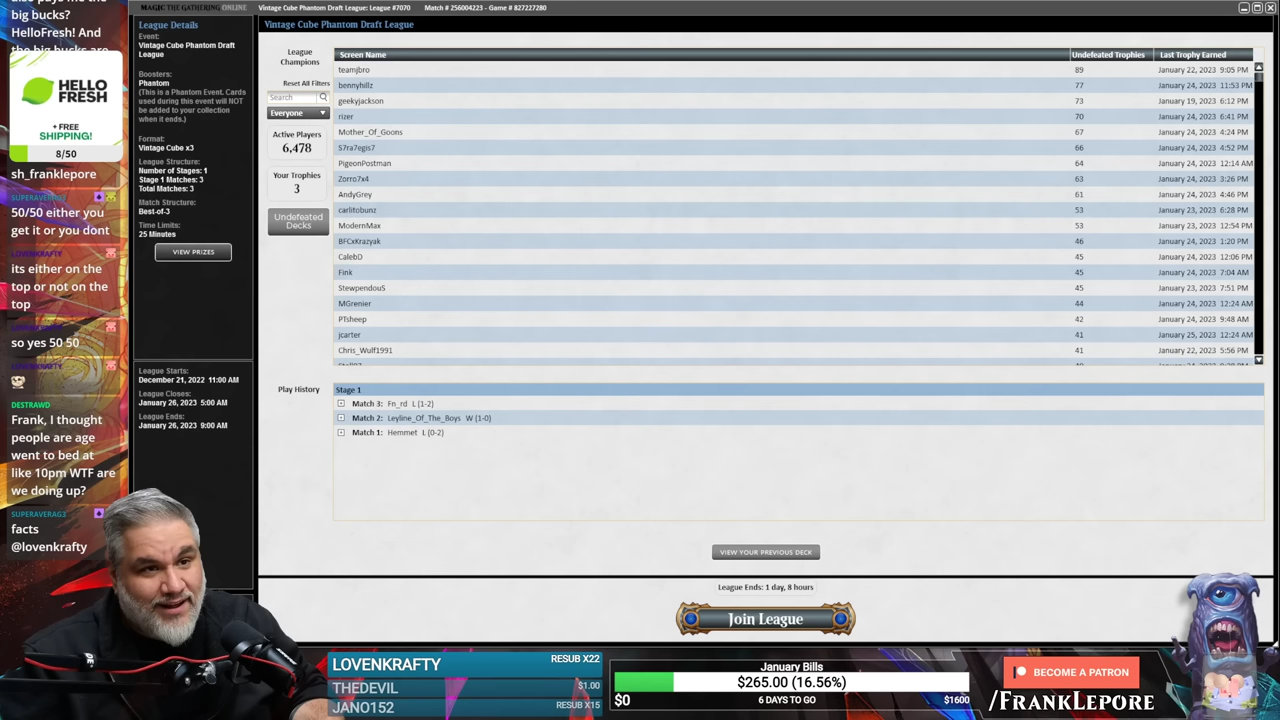 big bucks?
HelloFresh! And
the big bucks are
HELLO
FRESH
+ FREE
SHIPPING!
8/50
sh_franklepore
SUPERAVERAG3
50/50 either you
get it or you dont
LOVENKRAFTY
its either on the
top or not on the
top
LOVENKRAFTY
so yes 50 50
LOVENKRAFTY
DESTRAWD
Frank, I thought
people are age
went to bed at
like 10pm WTF are
we doing up?
SUPERAVERAG3
facts
@lovenkrafty
MAGIC THE GATHERING ONLINE
Vintage Cube Phantom Draft League: League #7070
Match # 256004223 - Game # 827227280
League Details
Event:
Vintage Cube Phantom Draft
League
Boosters:
Phantom
(This is a Phantom Event. Cards
used during this event will NOT
be added to your collection
when it ends.)
Format:
Vintage Cube x3
League Structure:
Number of Stages: 1
Stage 1 Matches: 3
Total Matches: 3
Match Structure:
Best-of-3
Time Limits:
25 Minutes
VIEW PRIZES
League Starts:
December 21, 2022 11:00 AM
League Closes:
January 26, 2023 5:00 AM
League Ends:
January 26, 2023 9:00 AM
Vintage Cube Phantom Draft League
League
Champions
Reset All Filters
Search
Everyone
Active Players
6,478
Your Trophies
3
Undefeated
Decks
Screen Name Undefeated Trophies Last Trophy Earned
teamjbro 89 January 22, 2023 9:05 PM
bennyhillz 77 January 24, 2023 11:53 PM
geekyjackson 73 January 19, 2023 6:12 PM
rizer 70 January 24, 2023 6:41 PM
Mother_Of_Goons 67 January 24, 2023 4:24 PM
S7ra7egis7 66 January 24, 2023 4:52 PM
PigeonPostman 64 January 24, 2023 12:14 AM
Zorro7x4 63 January 24, 2023 3:26 PM
AndyGrey 61 January 24, 2023 4:46 PM
carlitobunz 53 January 23, 2023 6:28 PM
ModernMax 53 January 23, 2023 12:54 PM
BFCxKrazyak 46 January 24, 2023 1:20 PM
CalebD 45 January 24, 2023 12:06 PM
Fink 45 January 24, 2023 7:04 AM
StewpendouS 45 January 23, 2023 7:51 PM
MGrenier 44 January 24, 2023 12:24 AM
PTsheep 42 January 24, 2023 9:48 AM
jcarter 41 January 25, 2023 12:24 AM
Chris_Wulf1991 41 January 22, 2023 5:56 PM
Play History
Stage 1
Match 3: Fn_rd L (1-2)
Match 2: Leyline_Of_The_Boys W (1-0)
Match 1: Hemmet L (0-2)
VIEW YOUR PREVIOUS DECK
League Ends: 1 day, 8 hours
Join League
LOVENKRAFTY RESUB X22
THEDEVIL $1.00
JANO152 RESUB X15
January Bills
$265.00 (16.56%)
$0 6 DAYS TO GO $1600
BECOME A PATRON
/FRANKLEPORE